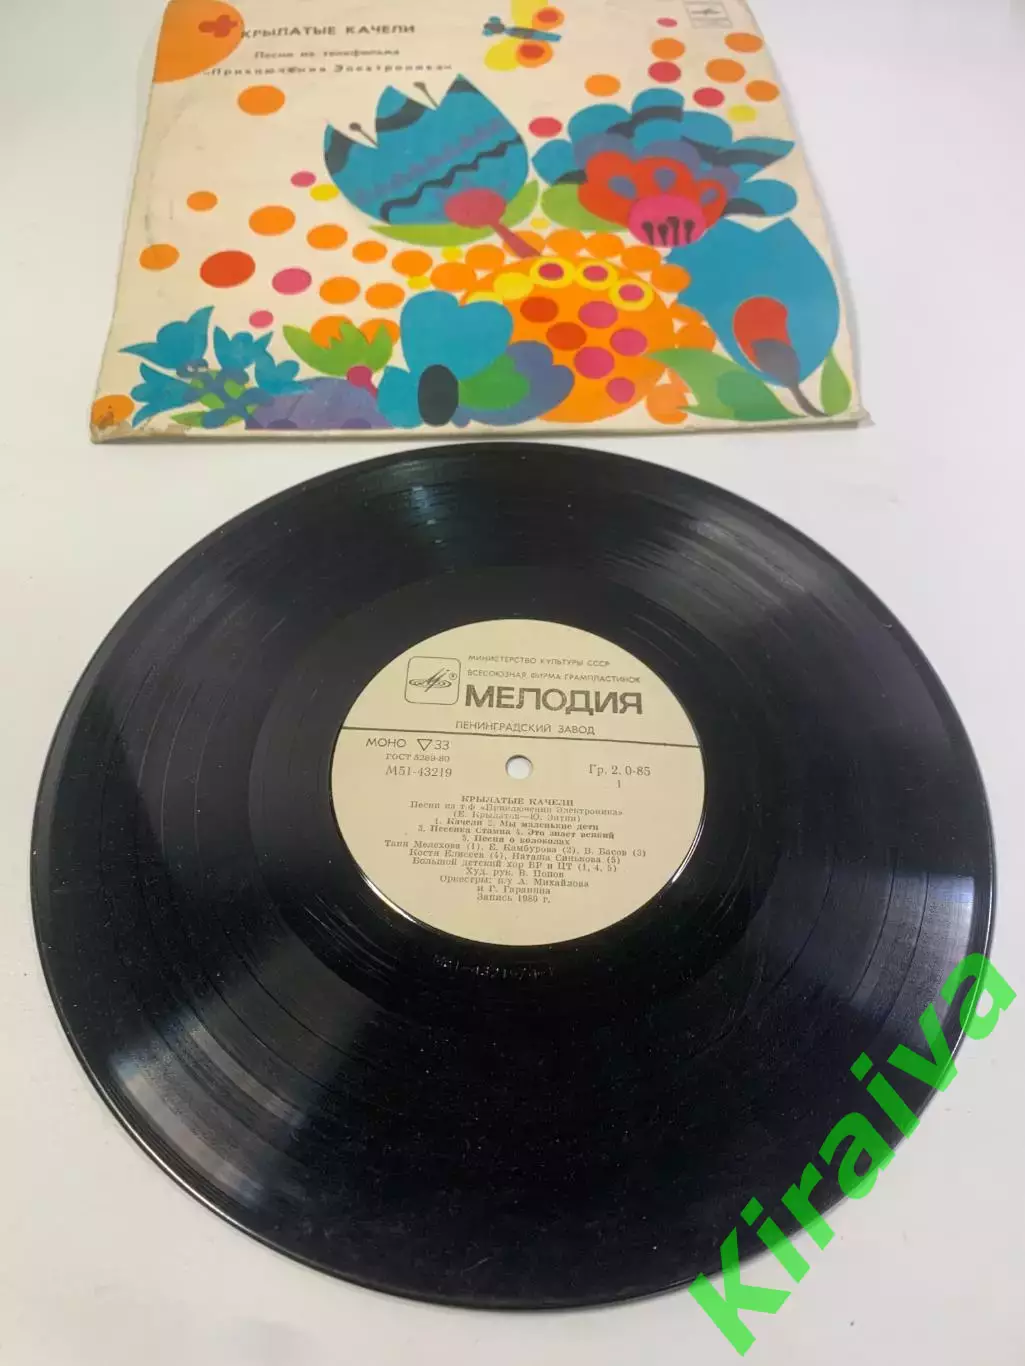 КРЫЛАТЫЕ КАЧЕЛИ
Песни из телефильма
«Приключения Электроника»
МИНИСТЕРСТВО КУЛЬТУРЫ СССР
ВСЕСОЮЗНАЯ ФИРМА ГРАМПЛАСТИНОК
МЕЛОДИЯ
ЛЕНИНГРАДСКИЙ ЗАВОД
МОНО ▽33
ГОСТ 5289-80
М51-43219
Гр. 2. 0-85
1
КРЫЛАТЫЕ КАЧЕЛИ
Песни из т/ф «Приключения Электроника»
(Е. Крылатов—Ю. Энтин)
1. Качели 2. Мы маленькие дети
3. Песенка Стампа 4. Это знает всякий
5. Песня о колоколах
Таня Мелехова (1), Е. Камбурова (2), В. Басов (3)
Костя Елисеев (4), Наташа Санькова (5)
Большой детский хор ВР и ЦТ (1, 4, 5)
Худ. рук. В. Попов
Оркестры: п/у А. Михайлова
и Г. Гараняна
Запись 1980 г.
Kiraiva